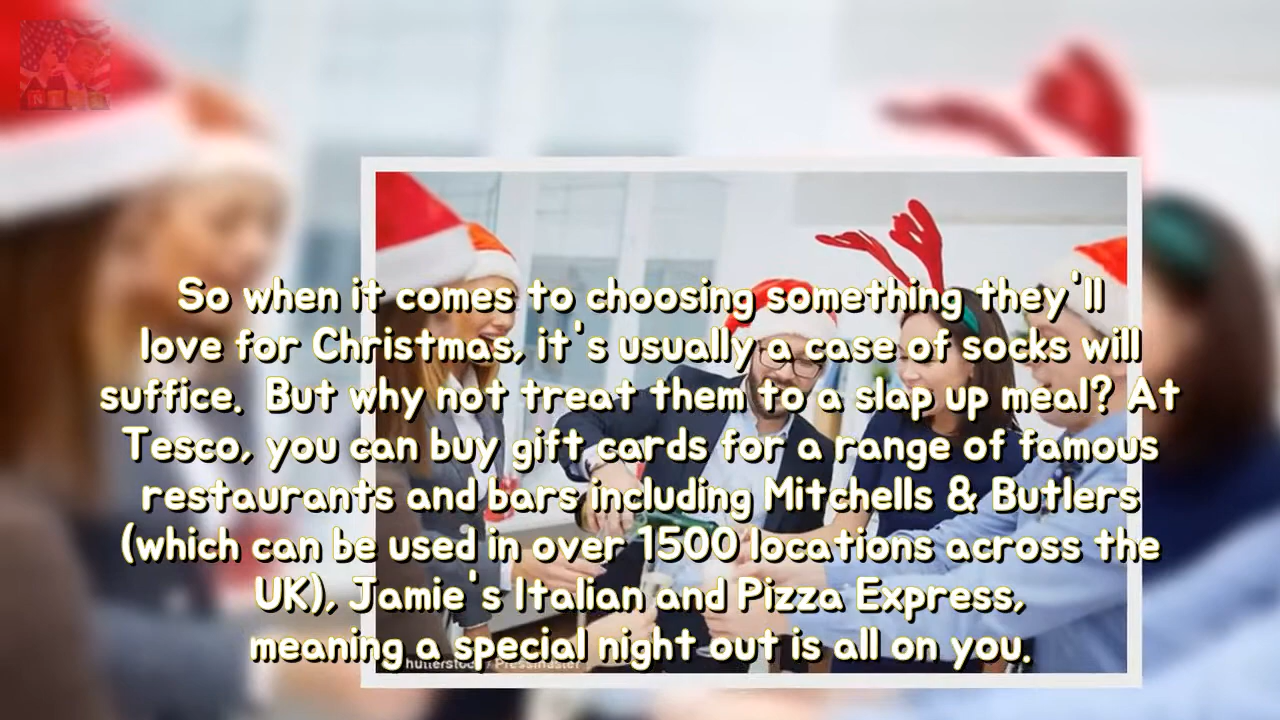 So when it comes to choosing something they'll
love for Christmas, it's usually a case of socks will
suffice. But why not treat them to a slap up meal? At
Tesco, you can buy gift cards for a range of famous
restaurants and bars including Mitchells & Butlers
(which can be used in over 1500 locations across the
UK), Jamie's Italian and Pizza Express,
meaning a special night out is all on you.